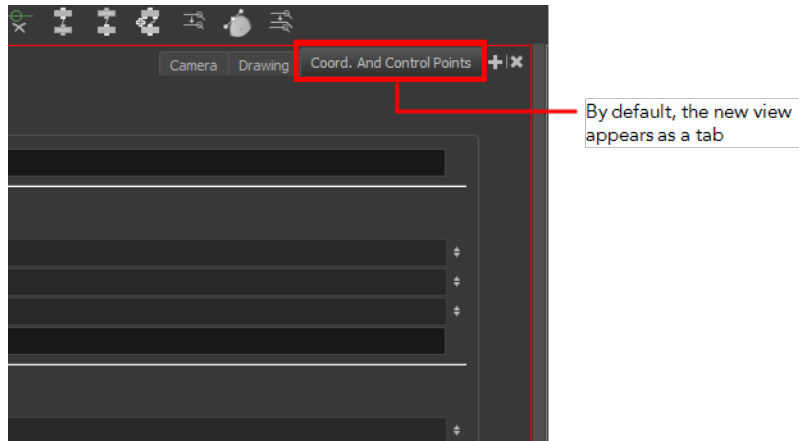 Camera Drawing Coord. And Control Points
By default, the new view
appears as a tab